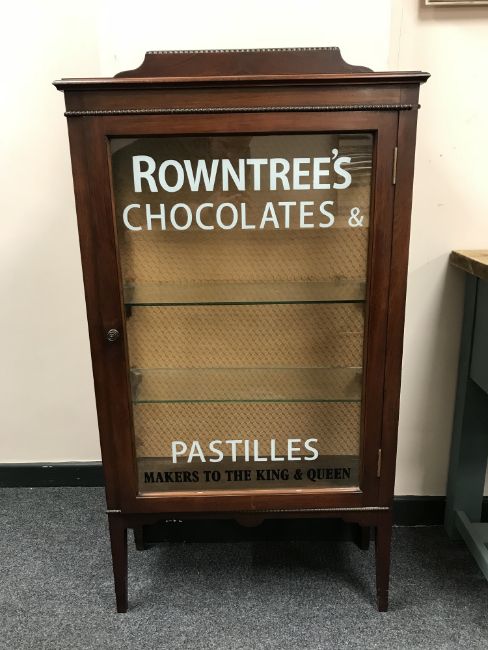 ROWNTREE'S
CHOCOLATES &
PASTILLES
MAKERS TO THE KING & QUEEN